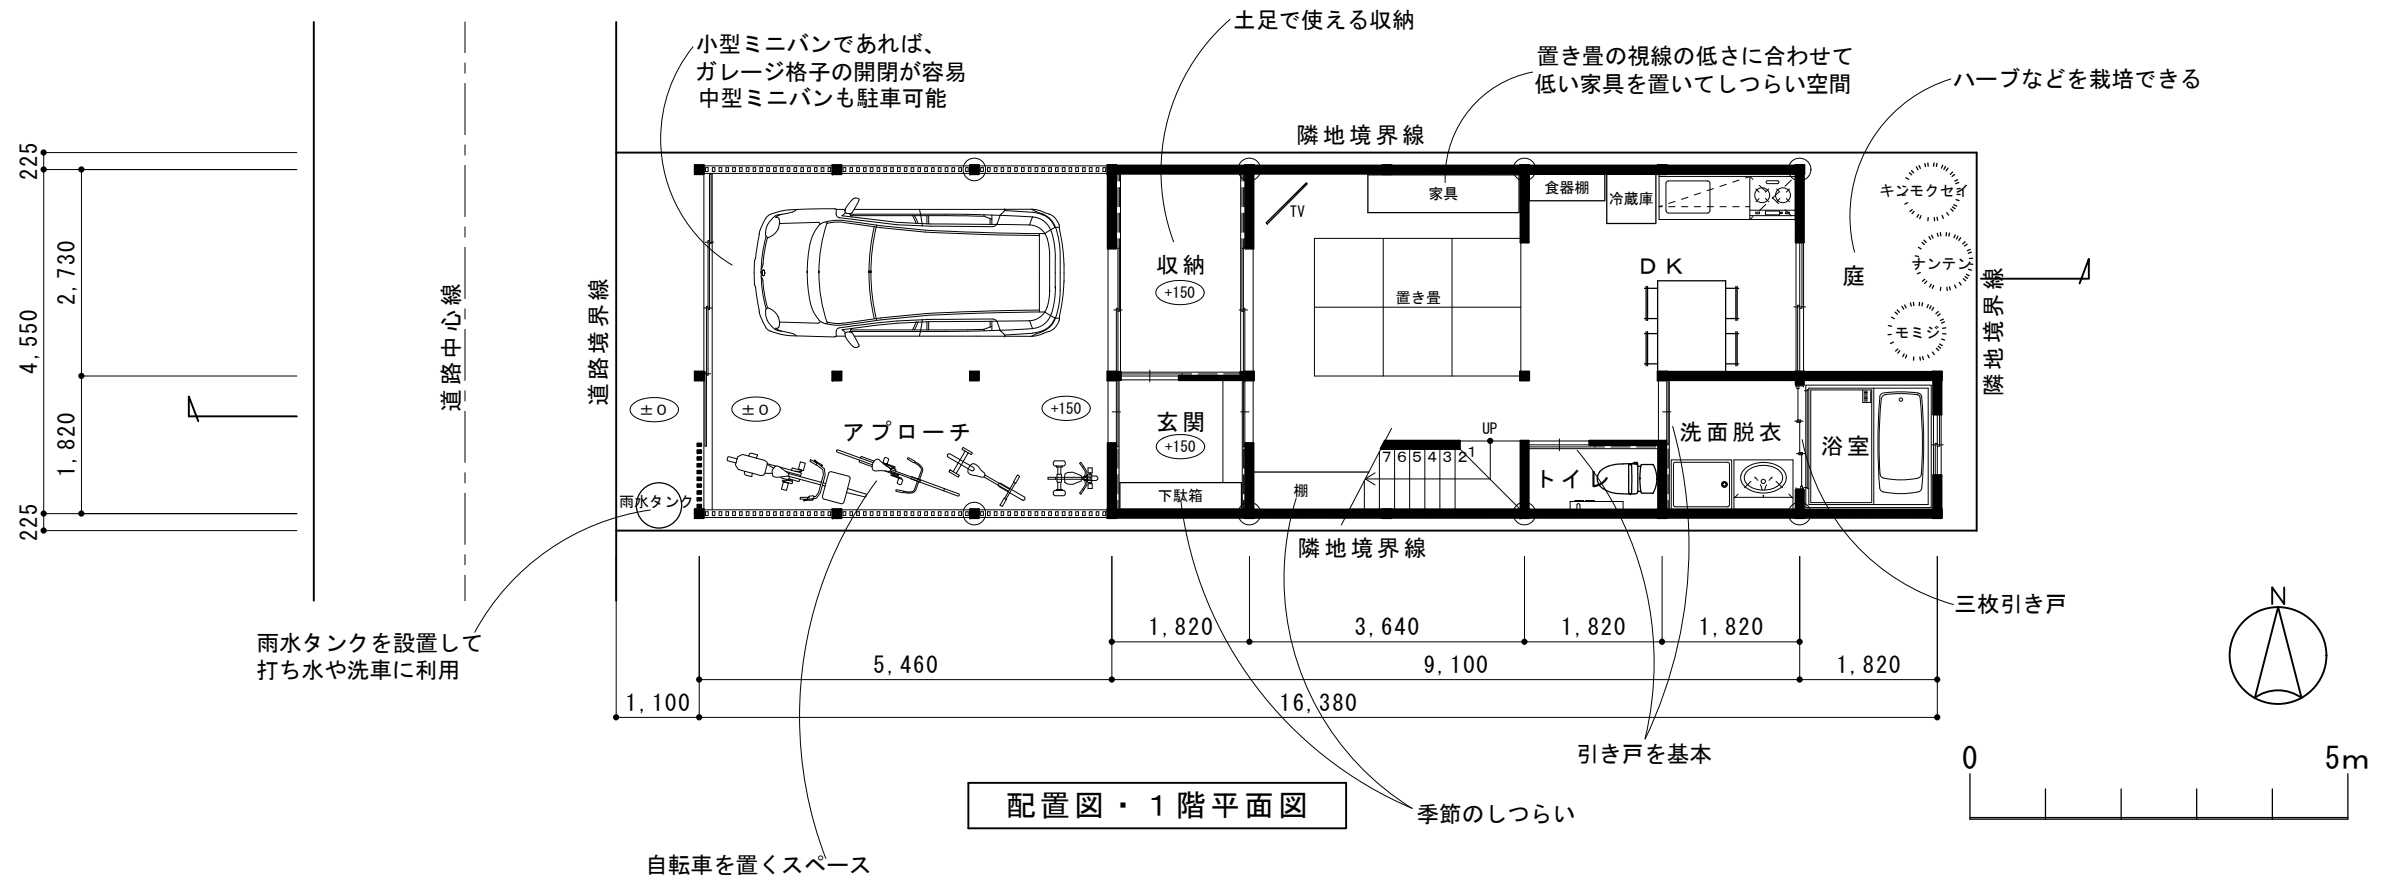 土足で使える収納
小型ミニバンであれば、
ガレージ格子の開閉が容易
中型ミニバンも駐車可能
置き畳の視線の低さに合わせて
低い家具を置いてしつらい空間
ハーブなどを栽培できる
隣地境界線
225
2,730
4,550
1,820
225
道路中心線
道路境界線
隣地境界線
TV
家具
食器棚
冷蔵庫
キンモクセイ
ナンテン
モミジ
収納
+150
置き畳
DK
庭
±0
±0
+150
アプローチ
玄関
+150
下駄箱
棚
UP
7654321
トイレ
洗面脱衣
浴室
雨水タンク
隣地境界線
三枚引き戸
雨水タンクを設置して
打ち水や洗車に利用
1,820
3,640
1,820
1,820
5,460
9,100
1,820
1,100
16,380
N
引き戸を基本
0
5m
配置図・1階平面図
季節のしつらい
自転車を置くスペース